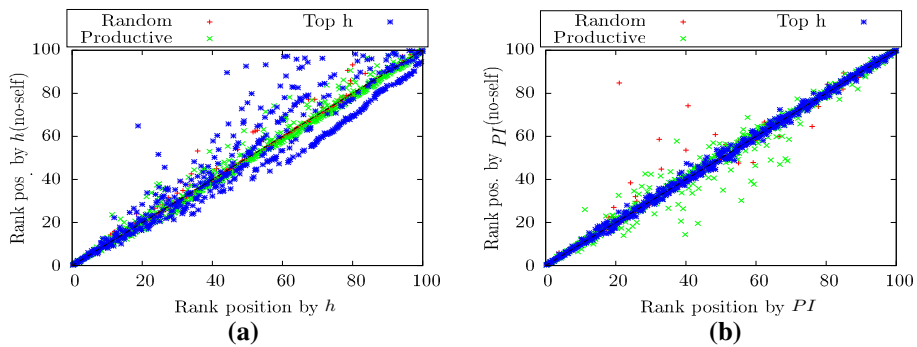 Random + Top h
Productive ×
100
80
60
40
20
0
Rank pos. by h(no-self)
0 20 40 60 80 100
Rank position by h
(a)
Random + Top h
Productive ×
100
80
60
40
20
0
Rank pos. by PI(no-self)
0 20 40 60 80 100
Rank position by PI
(b)